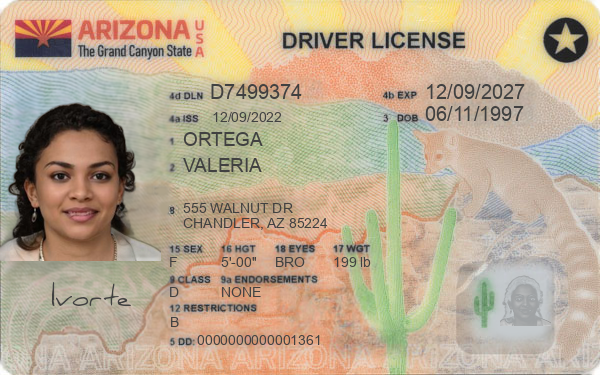 ARIZONA USA
The Grand Canyon State
DRIVER LICENSE
4d DLN D7499374
4b EXP 12/09/2027
4a ISS 12/09/2022
3 DOB 06/11/1997
1 ORTEGA
2 VALERIA
8 555 WALNUT DR
CHANDLER, AZ 85224
15 SEX 16 HGT 18 EYES 17 WGT
F 5'-00" BRO 199 lb
9 CLASS 9a ENDORSEMENTS
D NONE
12 RESTRICTIONS
B
Ivorte
5 DD: 0000000000001361
ARIZONA ARIZONA ARIZONA ARIZONA